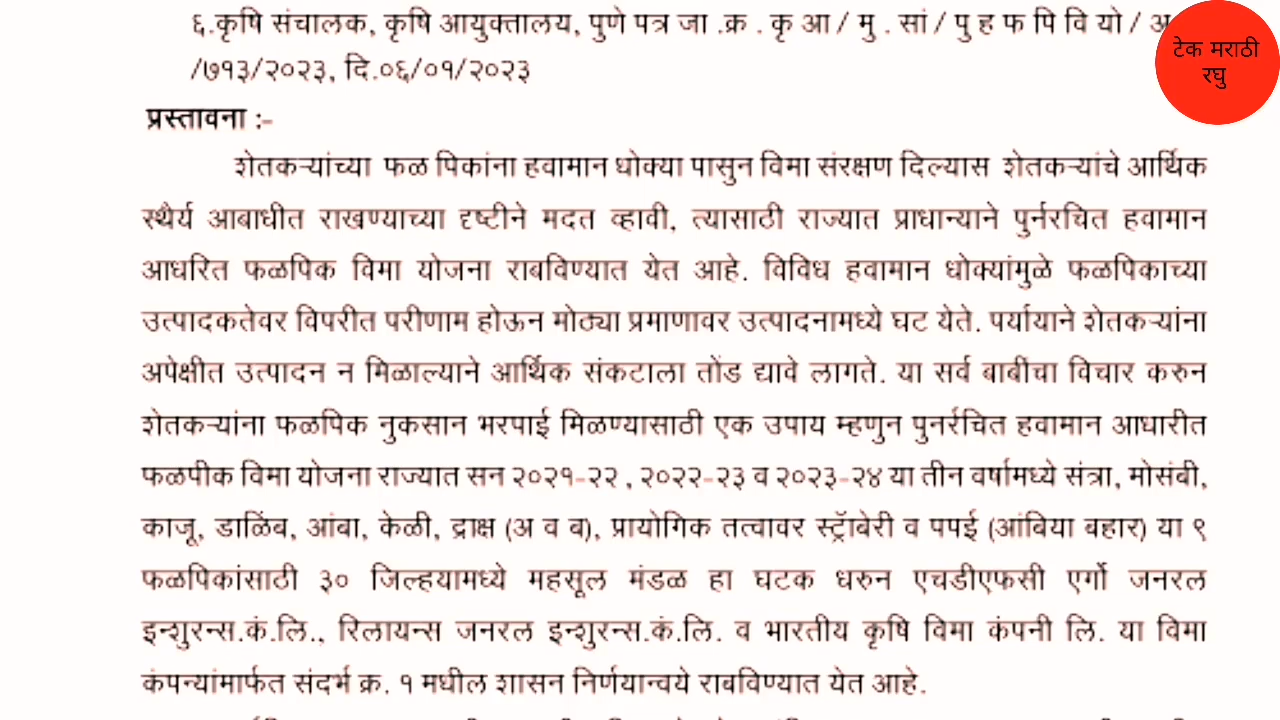 ६.कृषि संचालक, कृषि आयुक्तालय, पुणे पत्र जा .क्र . कृ आ / मु . सां / पु ह फ पि वि यो / अ
/७१३/२०२३, दि.०६/०१/२०२३
टेक मराठी
रघु
प्रस्तावना :-
शेतकऱ्यांच्या फळ पिकांना हवामान धोक्या पासुन विमा संरक्षण दिल्यास शेतकऱ्यांचे आर्थिक
स्थैर्य आबाधीत राखण्याच्या दृष्टीने मदत व्हावी, त्यासाठी राज्यात प्राधान्याने पुर्नरचित हवामान
आधरित फळपिक विमा योजना राबविण्यात येत आहे. विविध हवामान धोक्यांमुळे फळपिकाच्या
उत्पादकतेवर विपरीत परीणाम होऊन मोठ्या प्रमाणावर उत्पादनामध्ये घट येते. पर्यायाने शेतकऱ्यांना
अपेक्षीत उत्पादन न मिळाल्याने आर्थिक संकटाला तोंड द्यावे लागते. या सर्व बाबींचा विचार करुन
शेतकऱ्यांना फळपिक नुकसान भरपाई मिळण्यासाठी एक उपाय म्हणुन पुनर्रचित हवामान आधारीत
फळपीक विमा योजना राज्यात सन २०२१-२२ , २०२२-२३ व २०२३-२४ या तीन वर्षामध्ये संत्रा, मोसंबी,
काजू, डाळिंब, आंबा, केळी, द्राक्ष (अ व ब), प्रायोगिक तत्वावर स्ट्रॉबेरी व पपई (आंबिया बहार) या ९
फळपिकांसाठी ३० जिल्हयामध्ये महसूल मंडळ हा घटक धरुन एचडीएफसी एर्गो जनरल
इन्शुरन्स.कं.लि., रिलायन्स जनरल इन्शुरन्स.कं.लि. व भारतीय कृषि विमा कंपनी लि. या विमा
कंपन्यांमार्फत संदर्भ क्र. १ मधील शासन निर्णयान्वये राबविण्यात येत आहे.